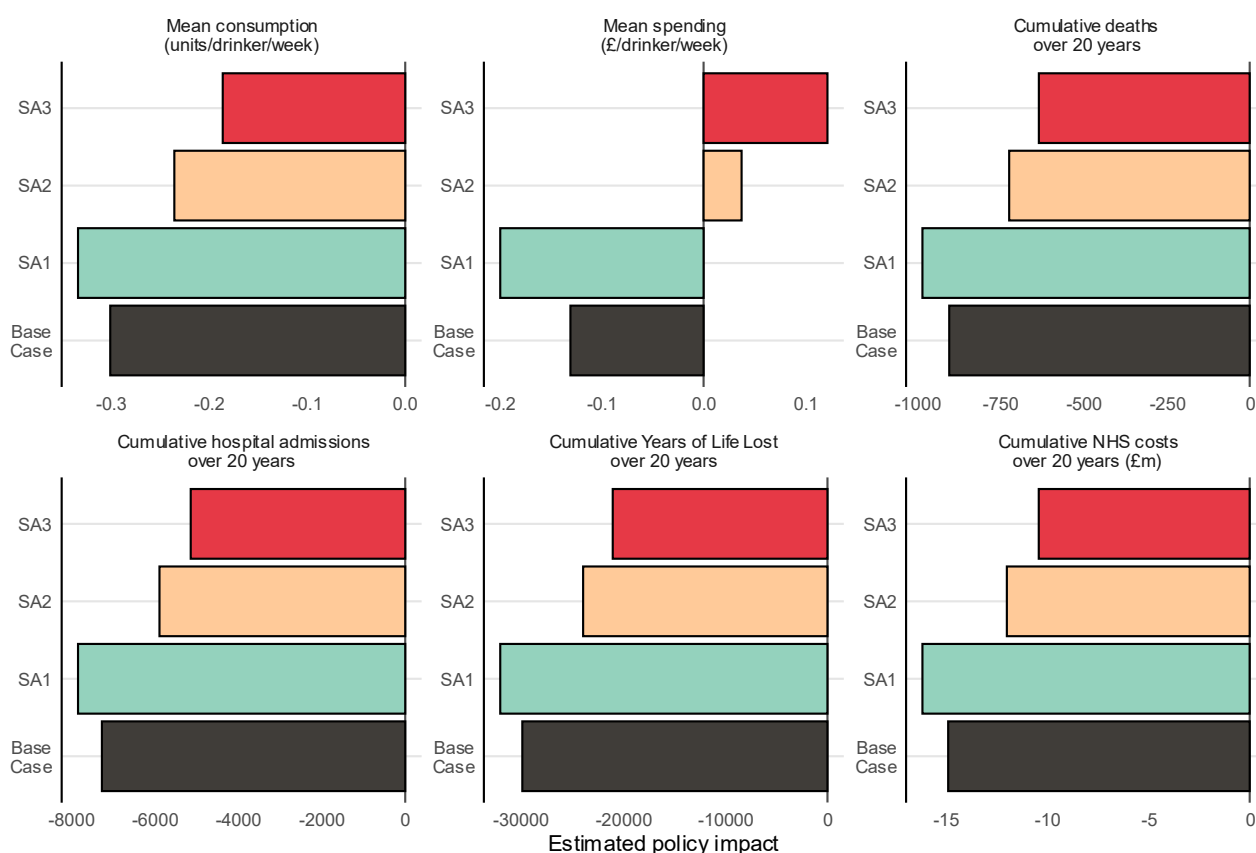 Mean consumption
(units/drinker/week)
SA3
SA2
SA1
Base
Case
-0.3 -0.2 -0.1 0.0
Mean spending
(£/drinker/week)
SA3
SA2
SA1
Base
Case
-0.2 -0.1 0.0 0.1
Cumulative deaths
over 20 years
SA3
SA2
SA1
Base
Case
-1000 -750 -500 -250 0
Cumulative hospital admissions
over 20 years
SA3
SA2
SA1
Base
Case
-8000 -6000 -4000 -2000 0
Cumulative Years of Life Lost
over 20 years
SA3
SA2
SA1
Base
Case
-30000 -20000 -10000 0
Cumulative NHS costs
over 20 years (£m)
SA3
SA2
SA1
Base
Case
-15 -10 -5 0
Estimated policy impact